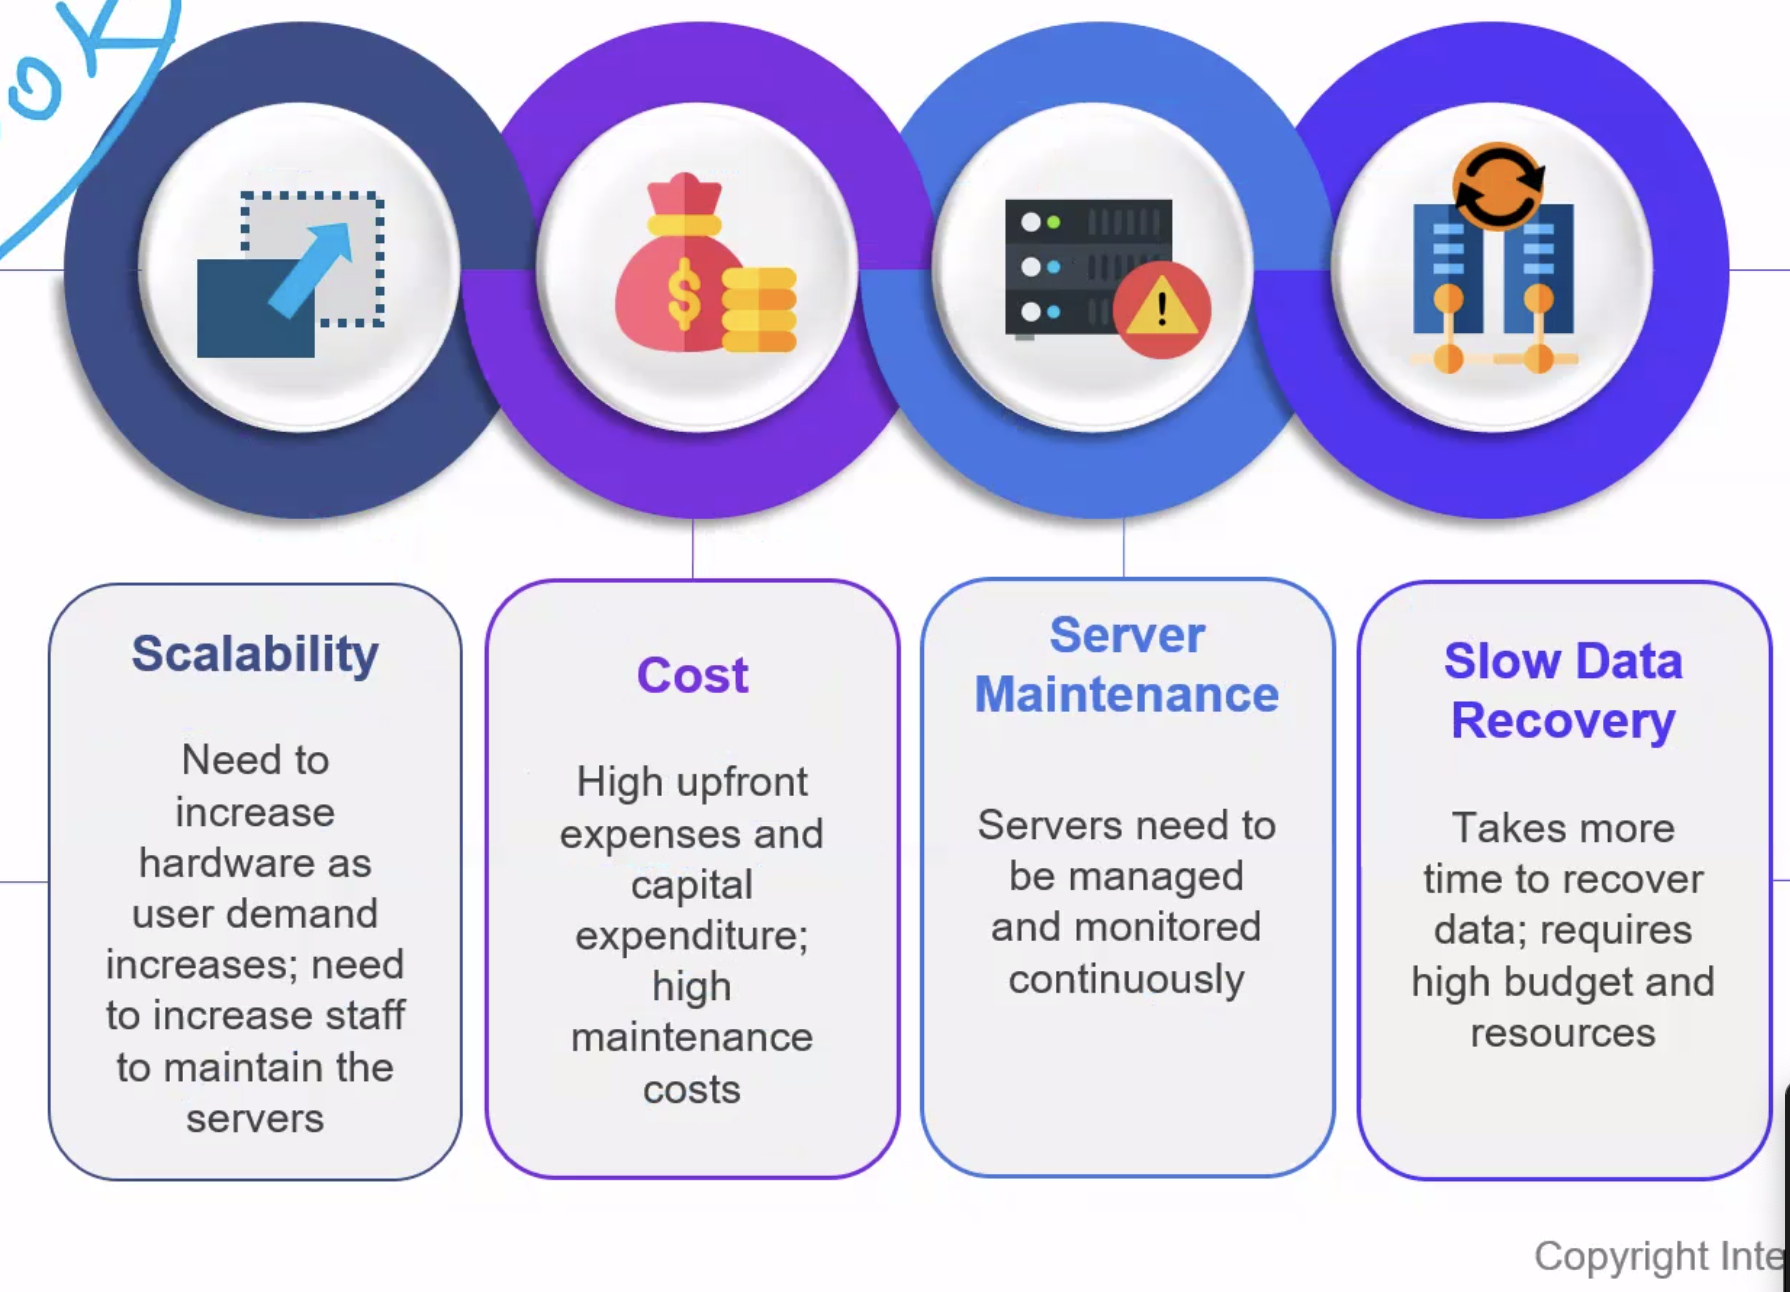 OK
Scalability
Need to
increase
hardware as
user demand
increases; need
to increase staff
to maintain the
servers
Cost
High upfront
expenses and
capital
expenditure;
high
maintenance
costs
Server
Maintenance
Servers need to
be managed
and monitored
continuously
Slow Data
Recovery
Takes more
time to recover
data; requires
high budget and
resources
Copyright Inte